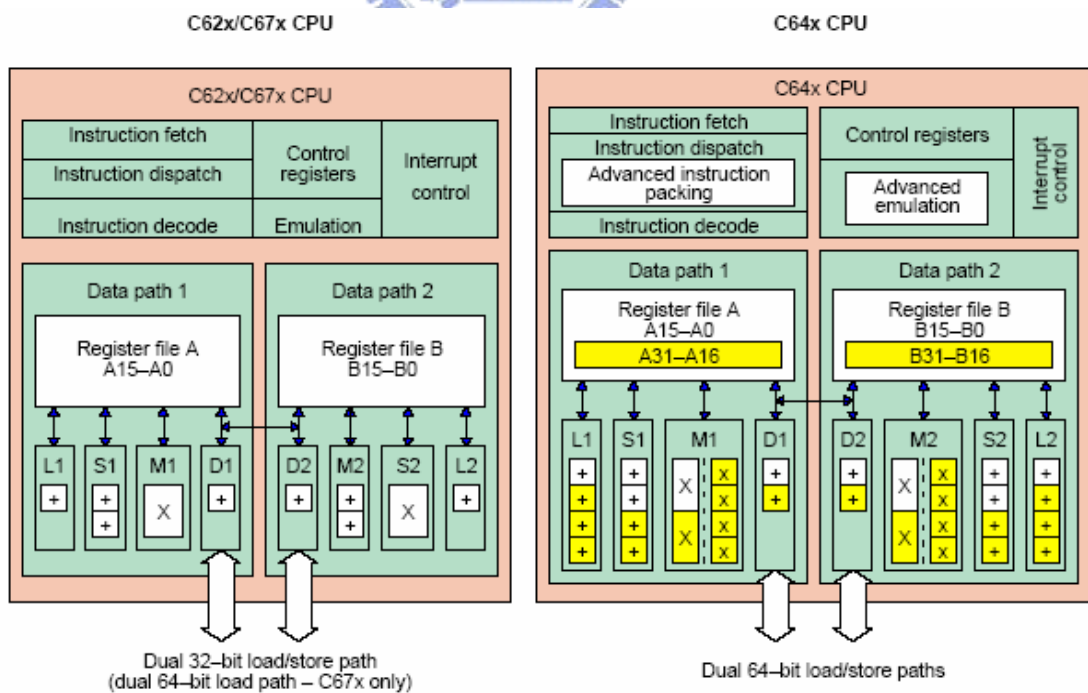 C62x/C67x CPU
C62x/C67x CPU
Instruction fetch
Instruction dispatch
Instruction decode
Control
registers
Emulation
Interrupt
control
Data path 1
Register file A
A15–A0
L1
+
S1
+
+
M1
X
D1
+
Data path 2
Register file B
B15–B0
D2
+
M2
+
+
S2
X
L2
+
Dual 32–bit load/store path
(dual 64–bit load path – C67x only)
C64x CPU
C64x CPU
Instruction fetch
Instruction dispatch
Advanced instruction
packing
Instruction decode
Control registers
Advanced
emulation
Interrupt
control
Data path 1
Register file A
A15–A0
A31–A16
L1
+
+
+
+
S1
+
+
+
+
M1
X
X
x
x
x
x
D1
+
+
Data path 2
Register file B
B15–B0
B31–B16
D2
+
+
M2
X
X
x
x
x
x
S2
+
+
+
+
L2
+
+
+
+
Dual 64–bit load/store paths